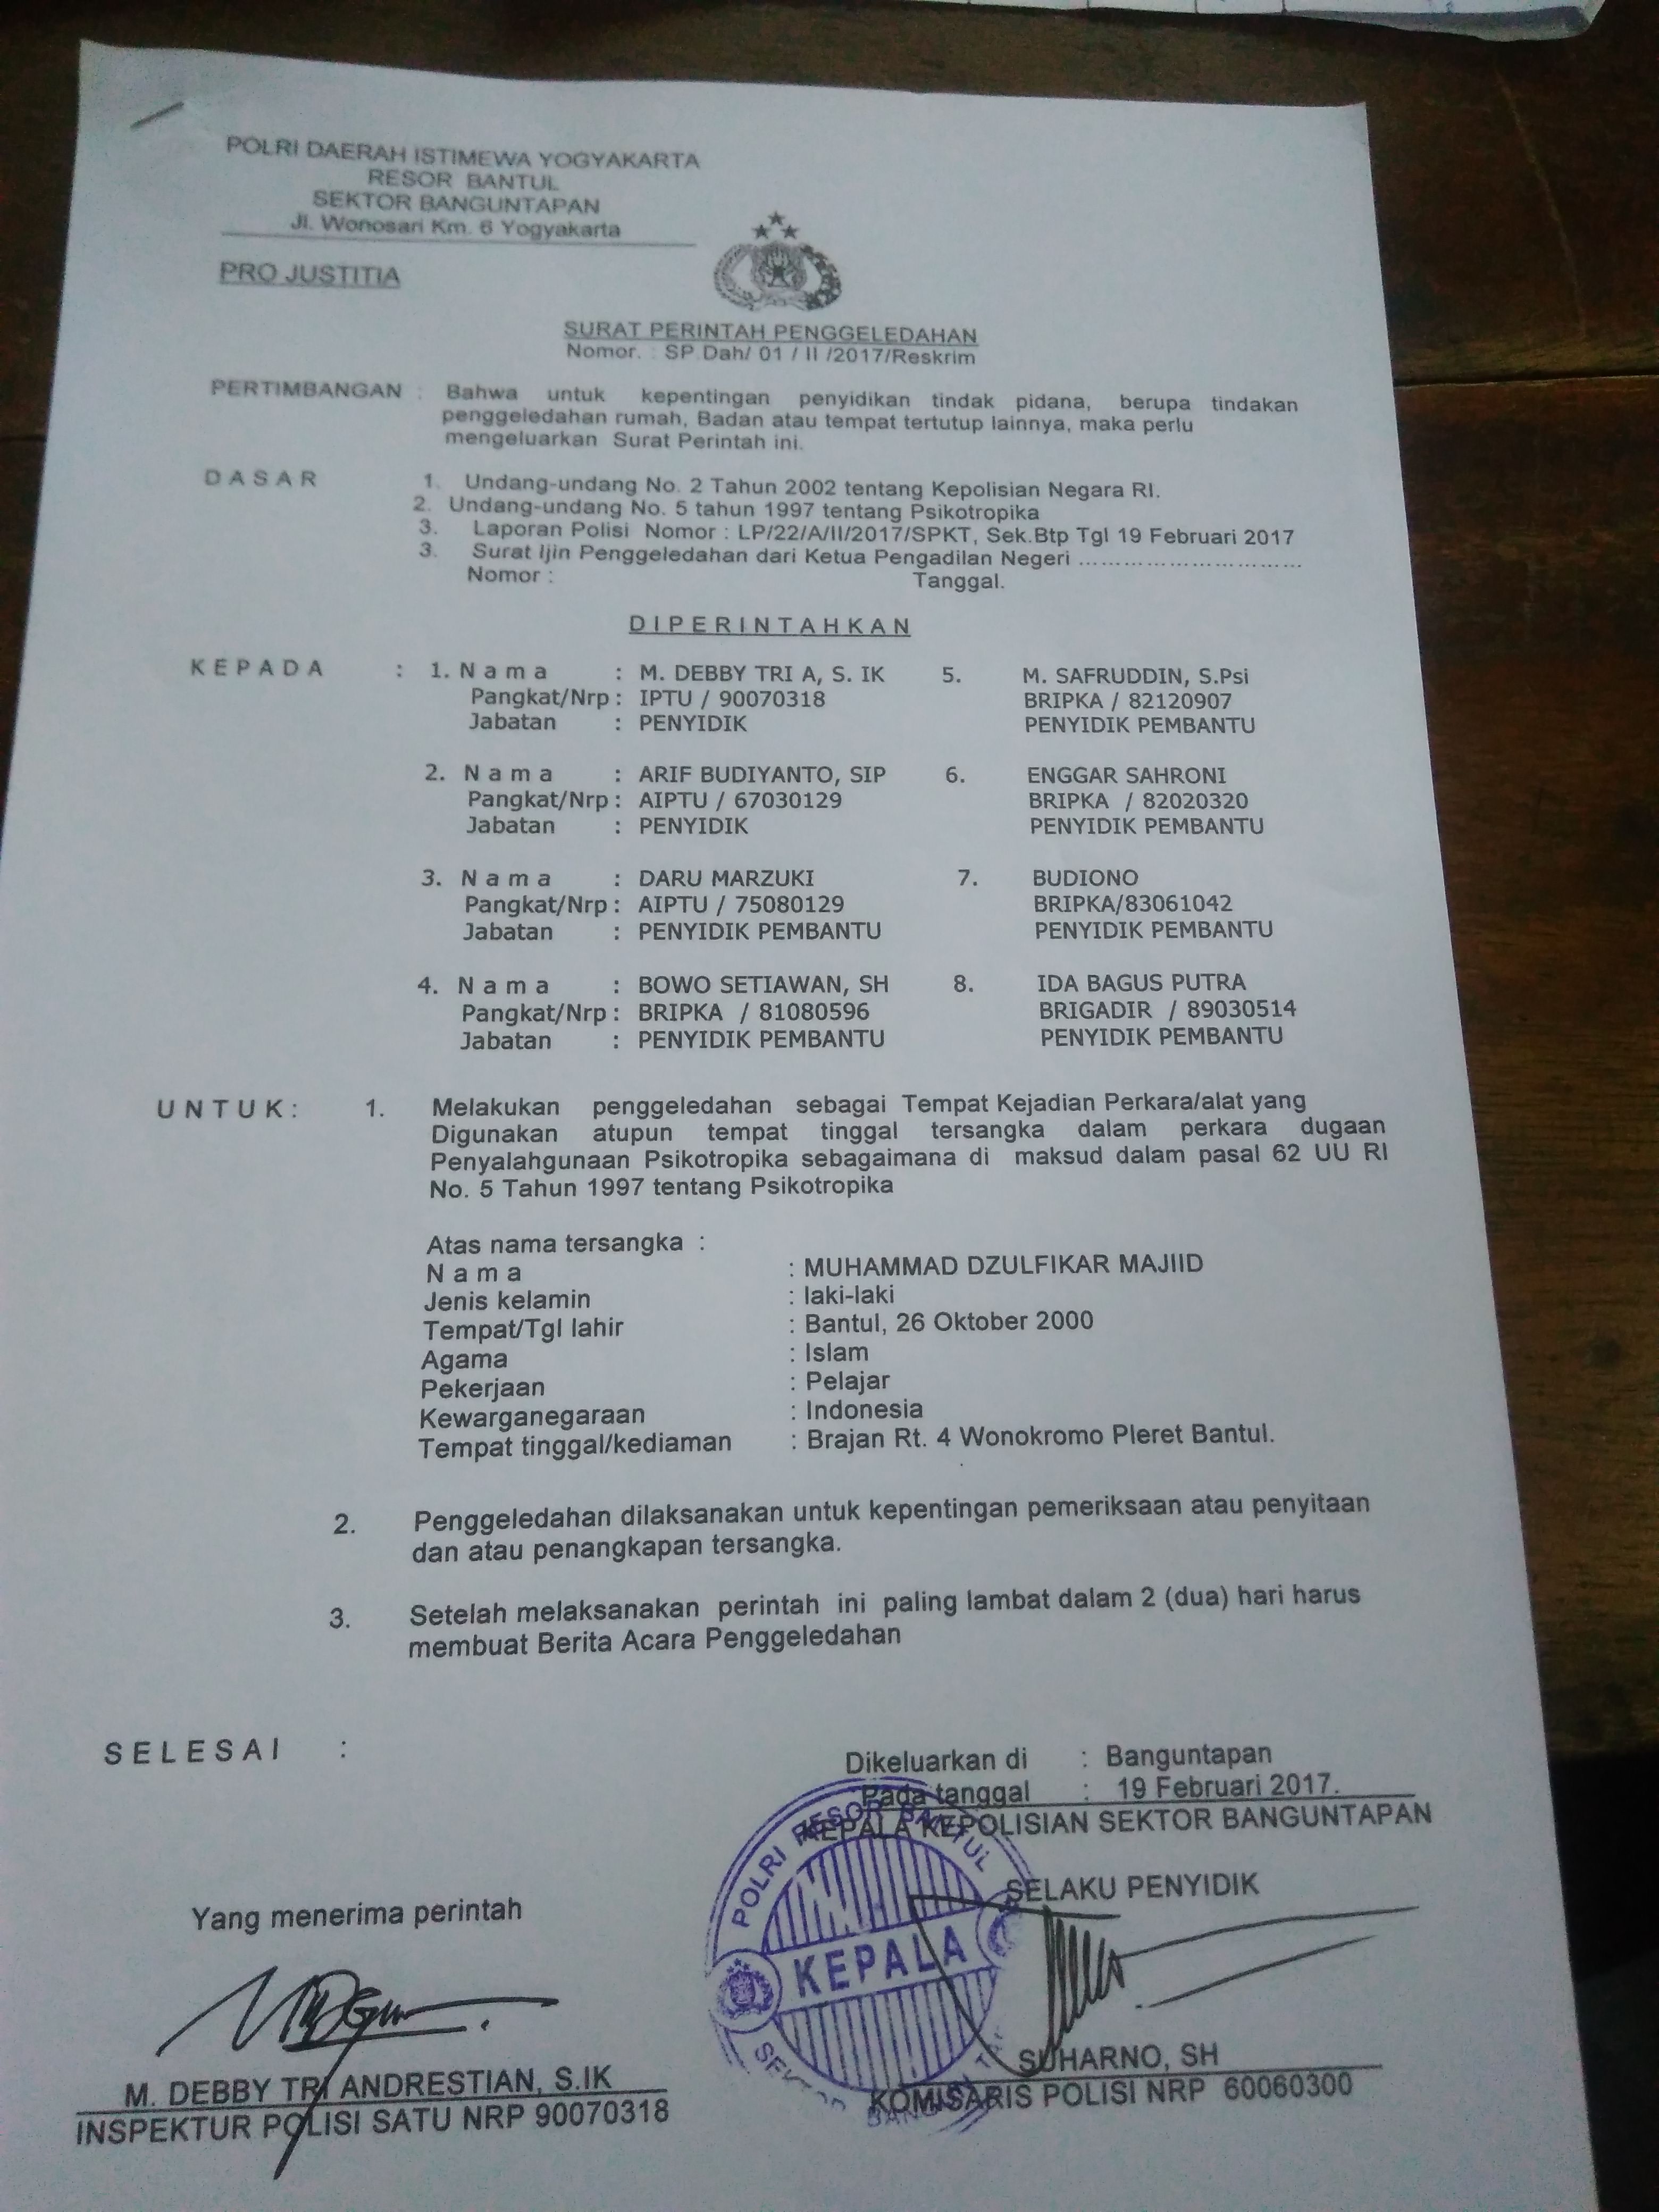 POLRI DAERAH ISTIMEWA YOGYAKARTA
RESOR BANTUL
SEKTOR BANGUNTAPAN
Jl. Wonosari Km. 6 Yogyakarta
PRO JUSTITIA
SURAT PERINTAH PENGGELEDAHAN
Nomor. : SP Dah/ 01 / II /2017/Reskrim
PERTIMBANGAN : Bahwa untuk kepentingan penyidikan tindak pidana, berupa tindakan
penggeledahan rumah, Badan atau tempat tertutup lainnya, maka perlu
mengeluarkan Surat Perintah ini.
DASAR 1. Undang-undang No. 2 Tahun 2002 tentang Kepolisian Negara RI.
2. Undang-undang No. 5 tahun 1997 tentang Psikotropika
3. Laporan Polisi Nomor : LP/22/A/II/2017/SPKT, Sek.Btp Tgl 19 Februari 2017
3. Surat Ijin Penggeledahan dari Ketua Pengadilan Negeri ................................
Nomor : Tanggal.
DIPERINTAHKAN
KEPADA : 1. Nama : M. DEBBY TRI A, S. IK 5. M. SAFRUDDIN, S.Psi
Pangkat/Nrp : IPTU / 90070318 BRIPKA / 82120907
Jabatan : PENYIDIK PENYIDIK PEMBANTU
2. Nama : ARIF BUDIYANTO, SIP 6. ENGGAR SAHRONI
Pangkat/Nrp : AIPTU / 67030129 BRIPKA / 82020320
Jabatan : PENYIDIK PENYIDIK PEMBANTU
3. Nama : DARU MARZUKI 7. BUDIONO
Pangkat/Nrp : AIPTU / 75080129 BRIPKA/83061042
Jabatan : PENYIDIK PEMBANTU PENYIDIK PEMBANTU
4. Nama : BOWO SETIAWAN, SH 8. IDA BAGUS PUTRA
Pangkat/Nrp : BRIPKA / 81080596 BRIGADIR / 89030514
Jabatan : PENYIDIK PEMBANTU PENYIDIK PEMBANTU
UNTUK: 1. Melakukan penggeledahan sebagai Tempat Kejadian Perkara/alat yang
Digunakan atupun tempat tinggal tersangka dalam perkara dugaan
Penyalahgunaan Psikotropika sebagaimana di maksud dalam pasal 62 UU RI
No. 5 Tahun 1997 tentang Psikotropika
Atas nama tersangka :
Nama : MUHAMMAD DZULFIKAR MAJIID
Jenis kelamin : laki-laki
Tempat/Tgl lahir : Bantul, 26 Oktober 2000
Agama : Islam
Pekerjaan : Pelajar
Kewarganegaraan : Indonesia
Tempat tinggal/kediaman : Brajan Rt. 4 Wonokromo Pleret Bantul.
2. Penggeledahan dilaksanakan untuk kepentingan pemeriksaan atau penyitaan
dan atau penangkapan tersangka.
3. Setelah melaksanakan perintah ini paling lambat dalam 2 (dua) hari harus
membuat Berita Acara Penggeledahan
SELESAI :
Dikeluarkan di : Banguntapan
Pada tanggal : 19 Februari 2017.
KEPALA KEPOLISIAN SEKTOR BANGUNTAPAN
SELAKU PENYIDIK
Yang menerima perintah
POLRI RESOR BANTUL
KEPALA
SUHARNO, SH
KOMISARIS POLISI NRP 60060300
M. DEBBY TRI ANDRESTIAN, S.IK
INSPEKTUR POLISI SATU NRP 90070318